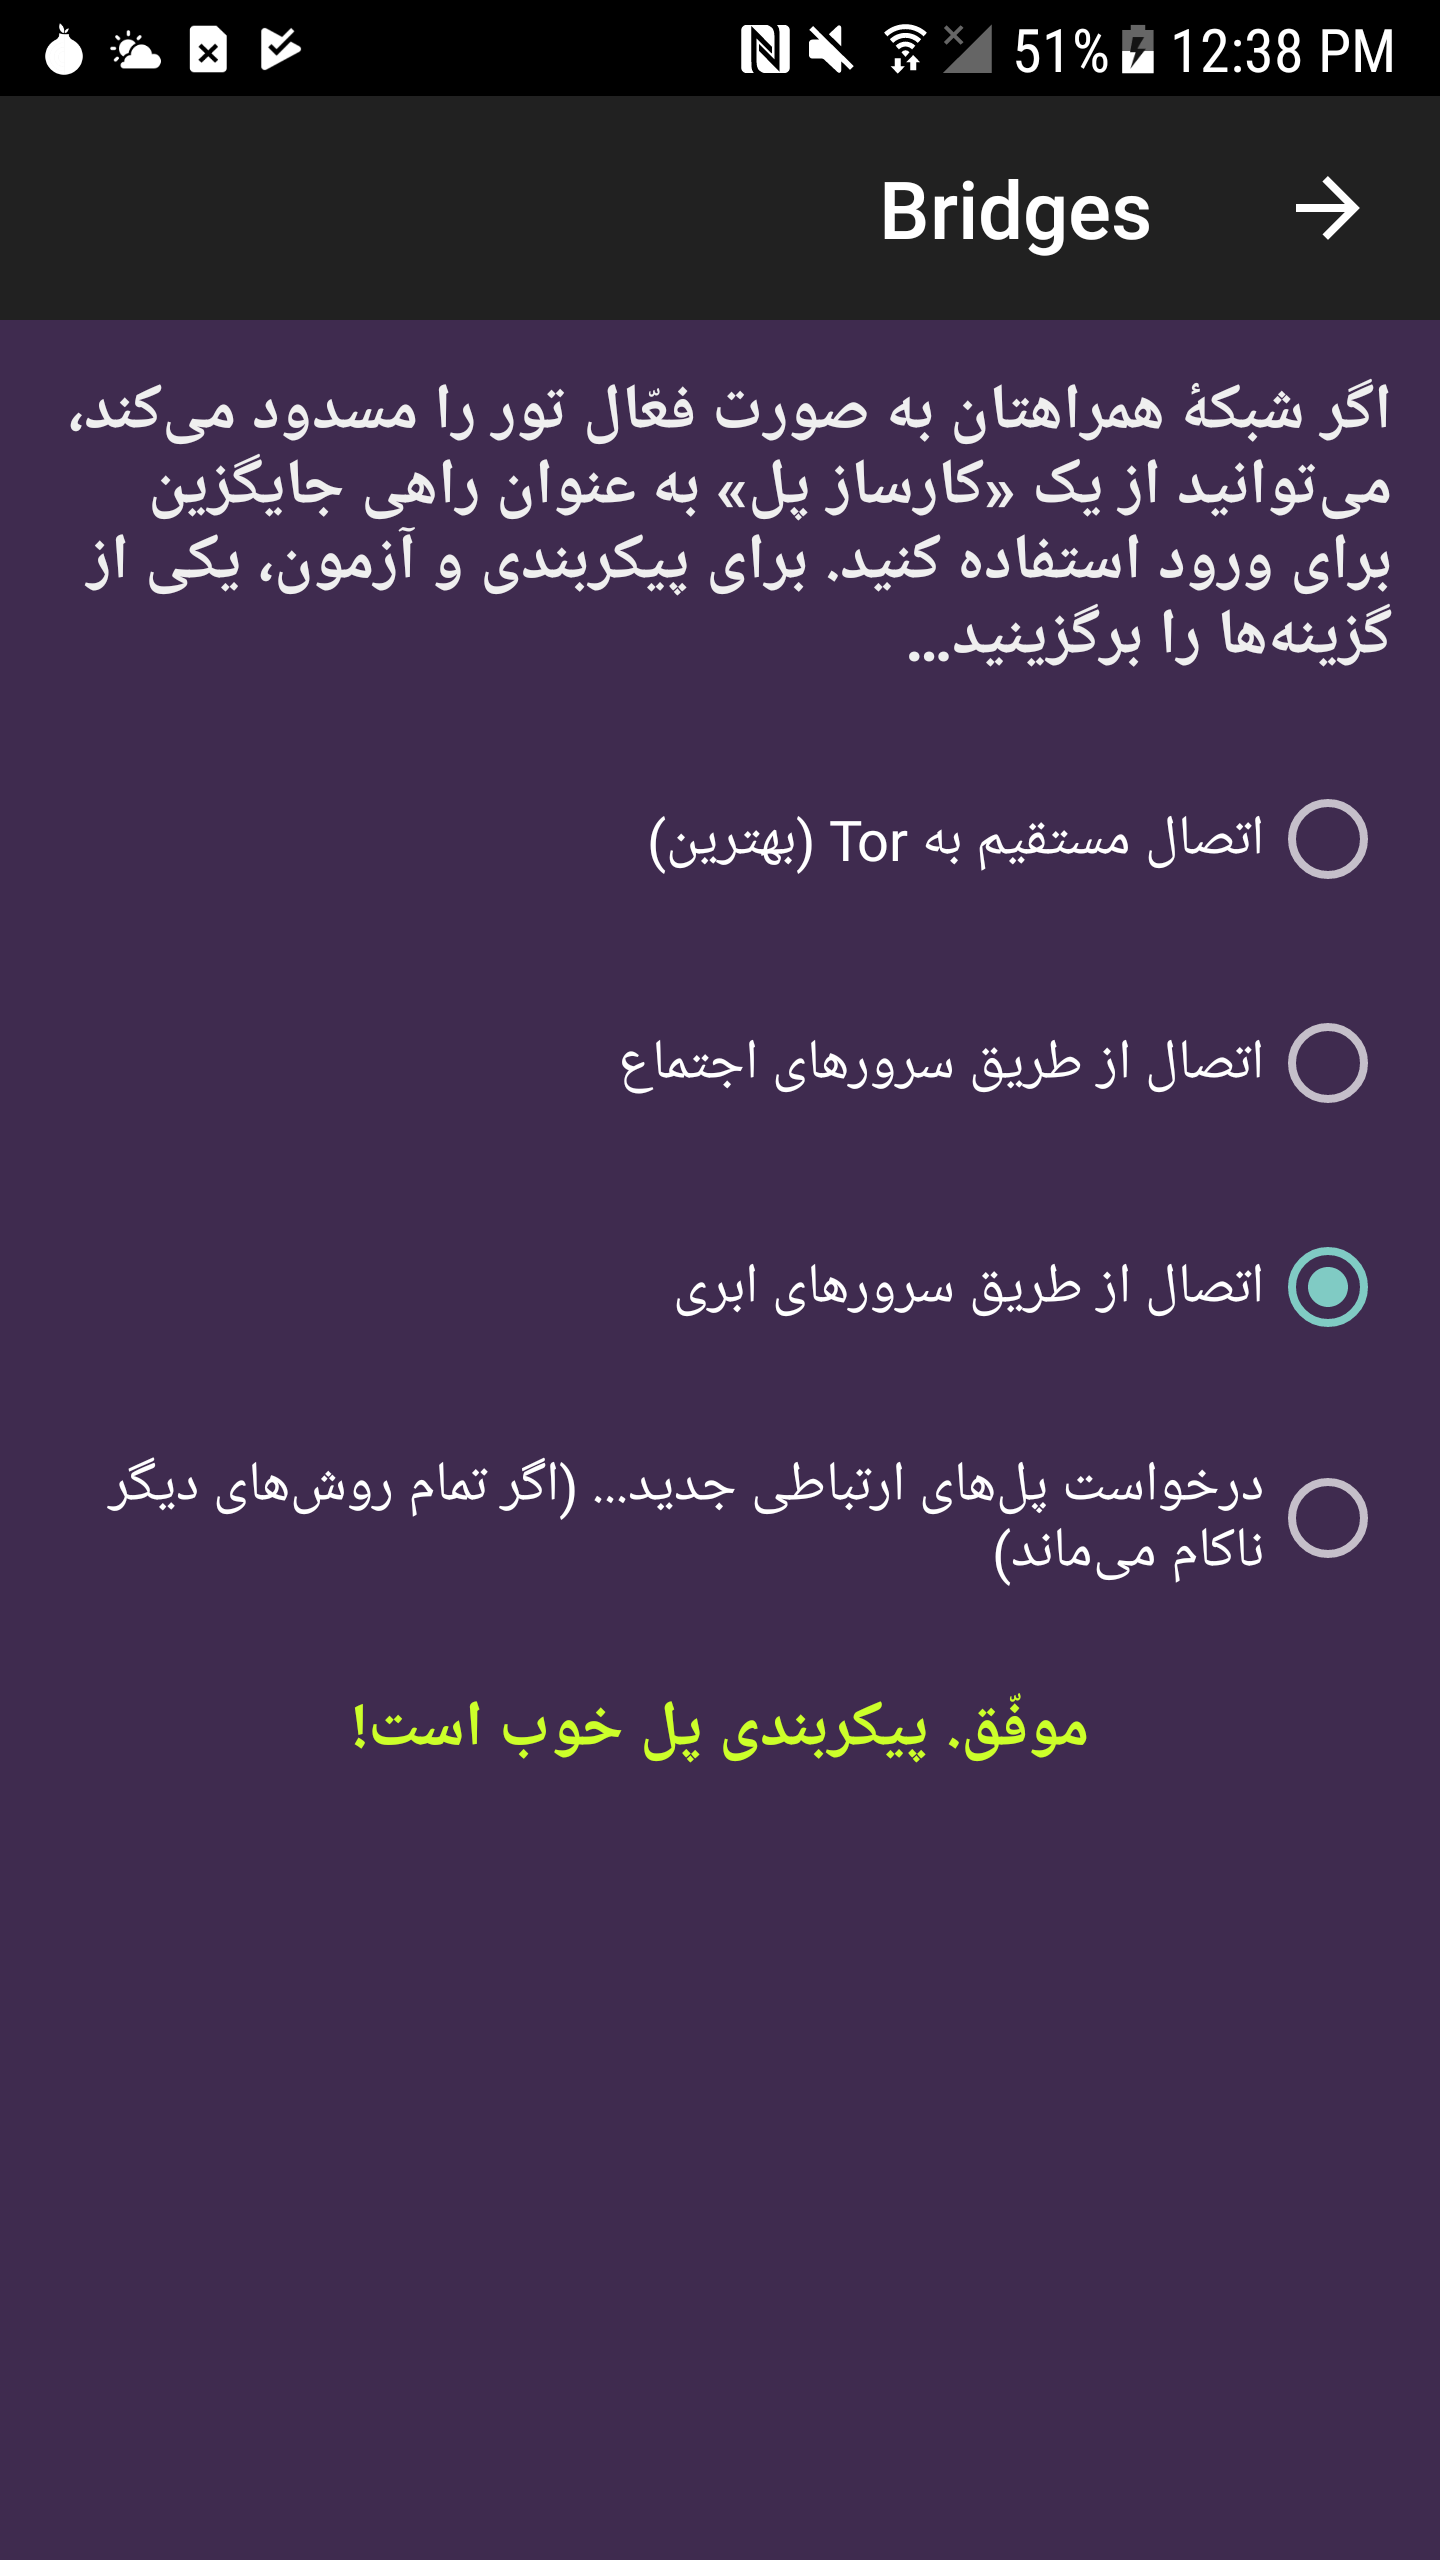 51% 12:38 PM
Bridges
اگر شبکهٔ همراهتان به صورت فعّال تور را مسدود می‌کند،
می‌توانید از یک «کارساز پل» به عنوان راهی جایگزین
برای ورود استفاده کنید. برای پیکربندی و آزمون، یکی از
گزینه‌ها را برگزینید...
اتصال مستقیم به Tor (بهترین)
اتصال از طریق سرورهای اجتماع
اتصال از طریق سرورهای ابری
درخواست پل‌های ارتباطی جدید... (اگر تمام روش‌های دیگر
ناکام می‌ماند)
موفّق. پیکربندی پل خوب است!